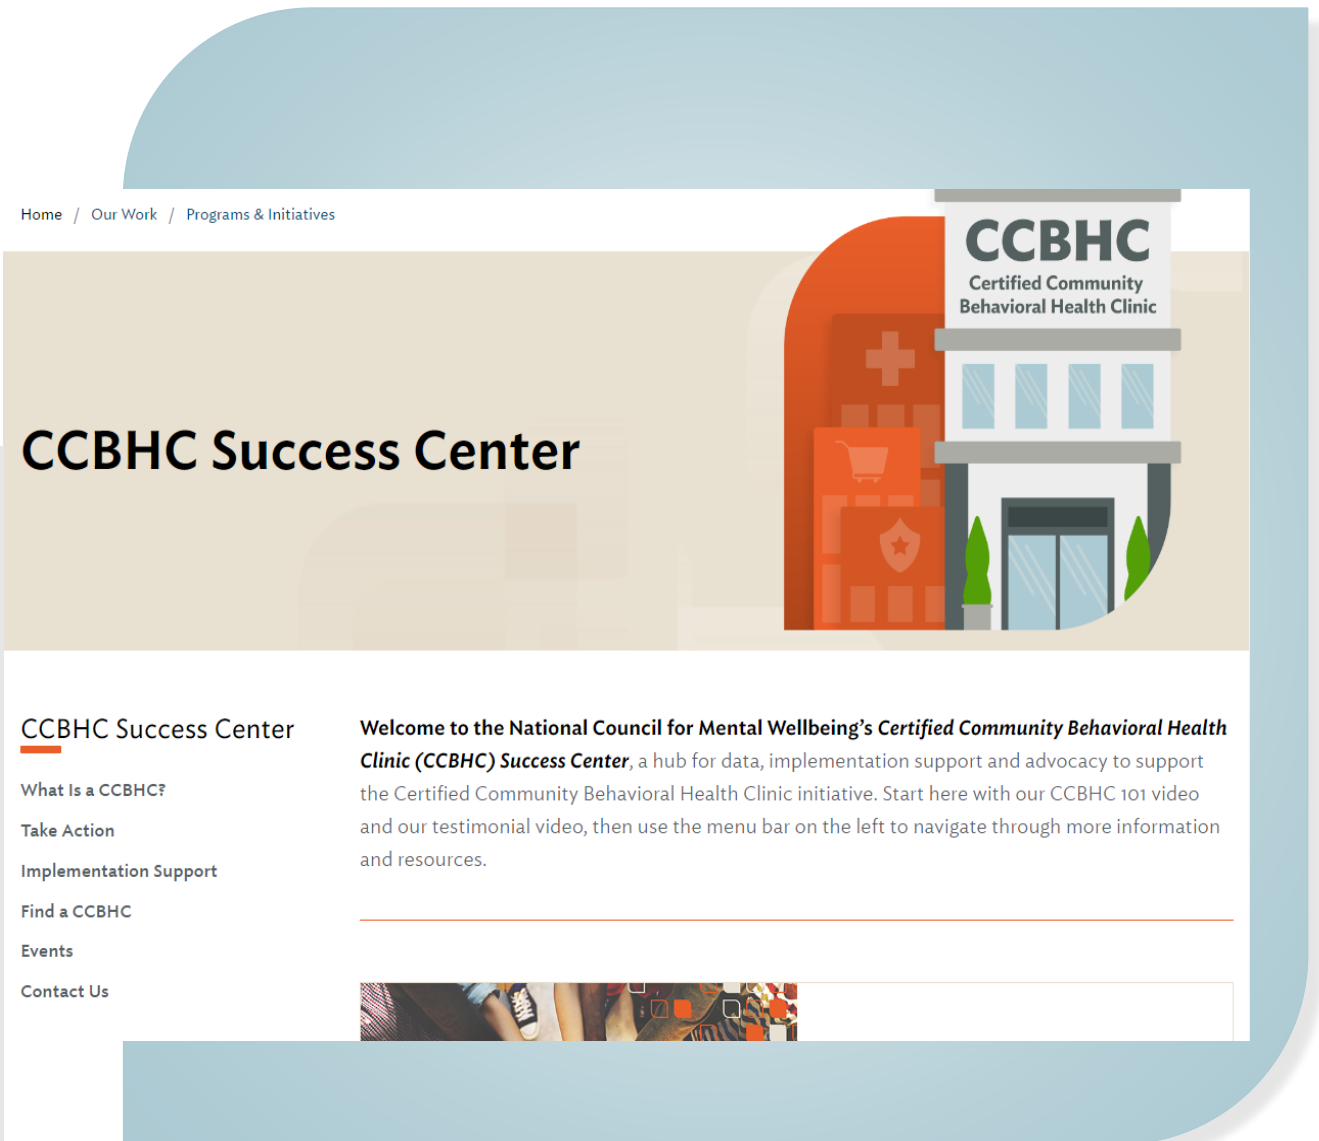 Home / Our Work / Programs & Initiatives
CCBHC
Certified Community
Behavioral Health Clinic
CCBHC Success Center
CCBHC Success Center
What Is a CCBHC?
Take Action
Implementation Support
Find a CCBHC
Events
Contact Us
Welcome to the National Council for Mental Wellbeing’s Certified Community Behavioral Health
Clinic (CCBHC) Success Center, a hub for data, implementation support and advocacy to support
the Certified Community Behavioral Health Clinic initiative. Start here with our CCBHC 101 video
and our testimonial video, then use the menu bar on the left to navigate through more information
and resources.